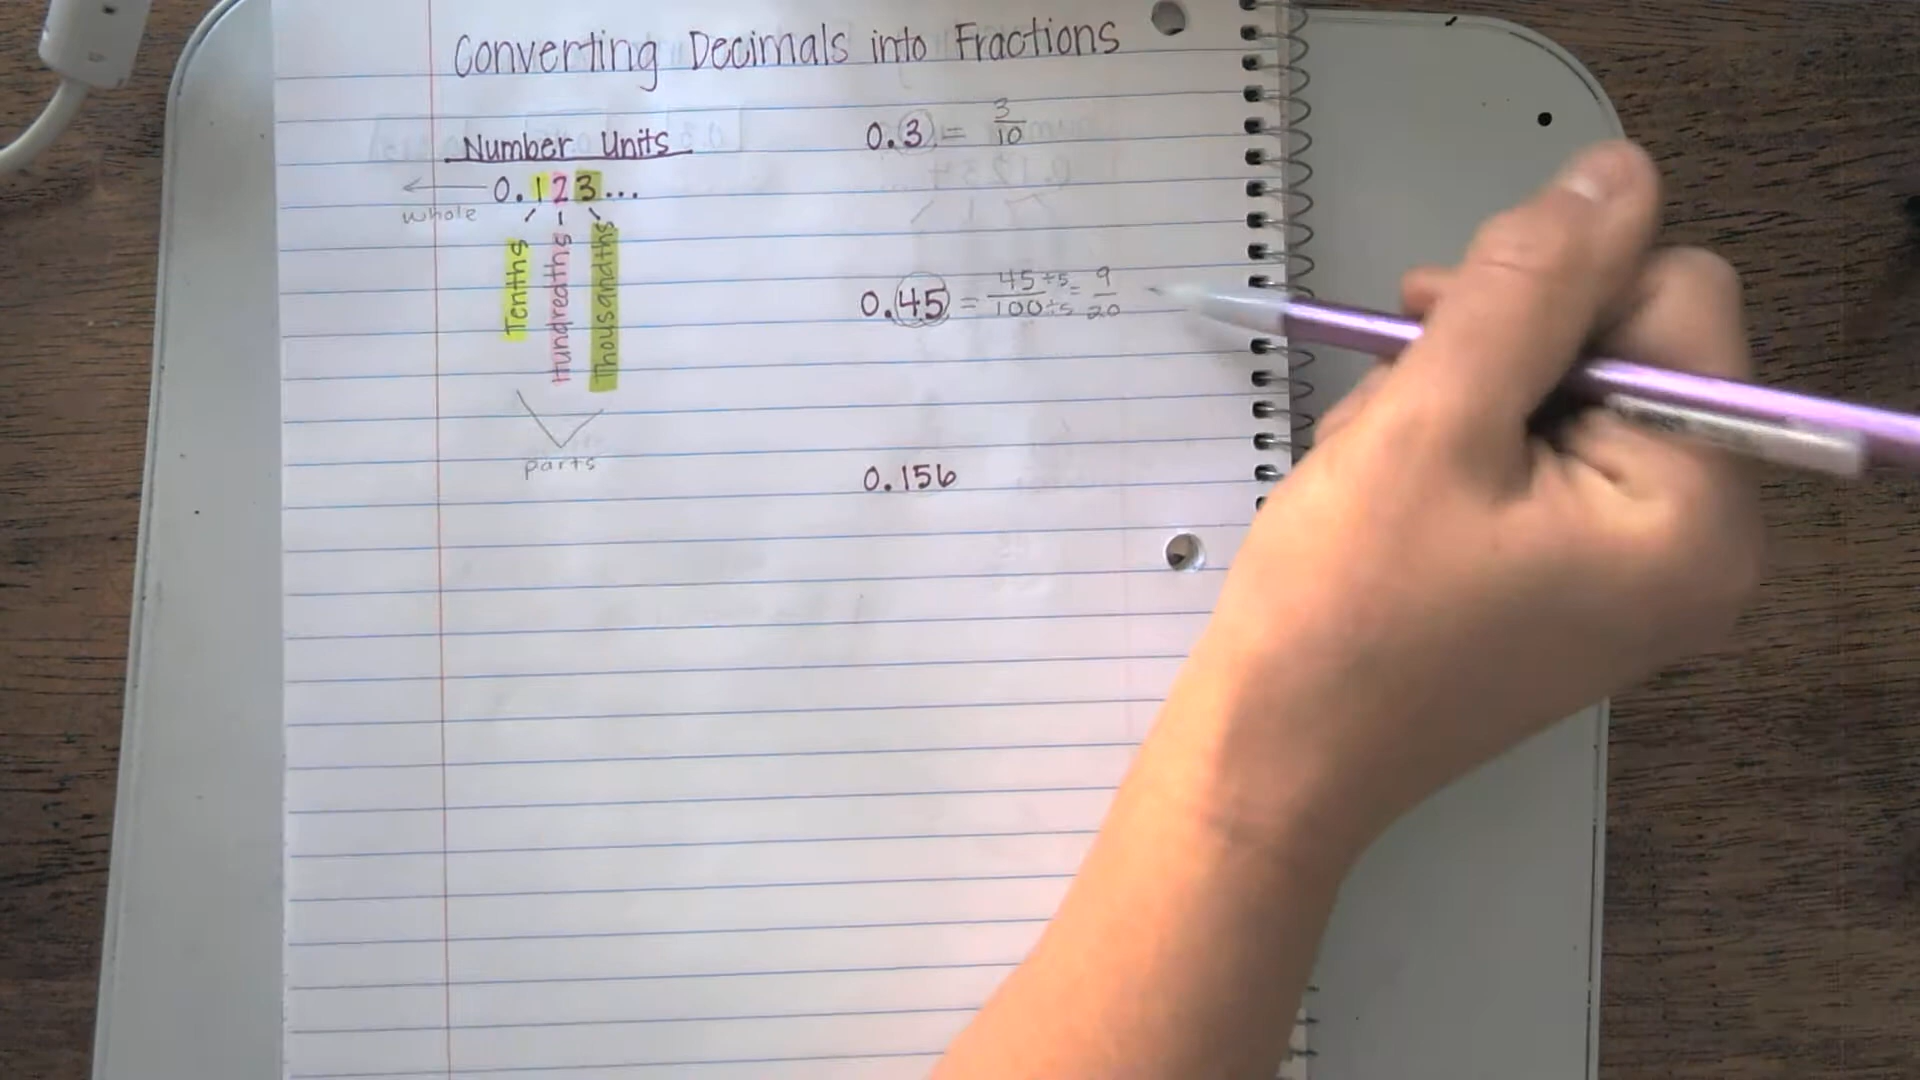 Converting Decimals into Fractions
Number Units
0.123...
whole
Tenths
Hundreaths
Thousandths
parts
0.3 = 3/10
0.45 = 45÷5/100÷5 = 9/20
0.156